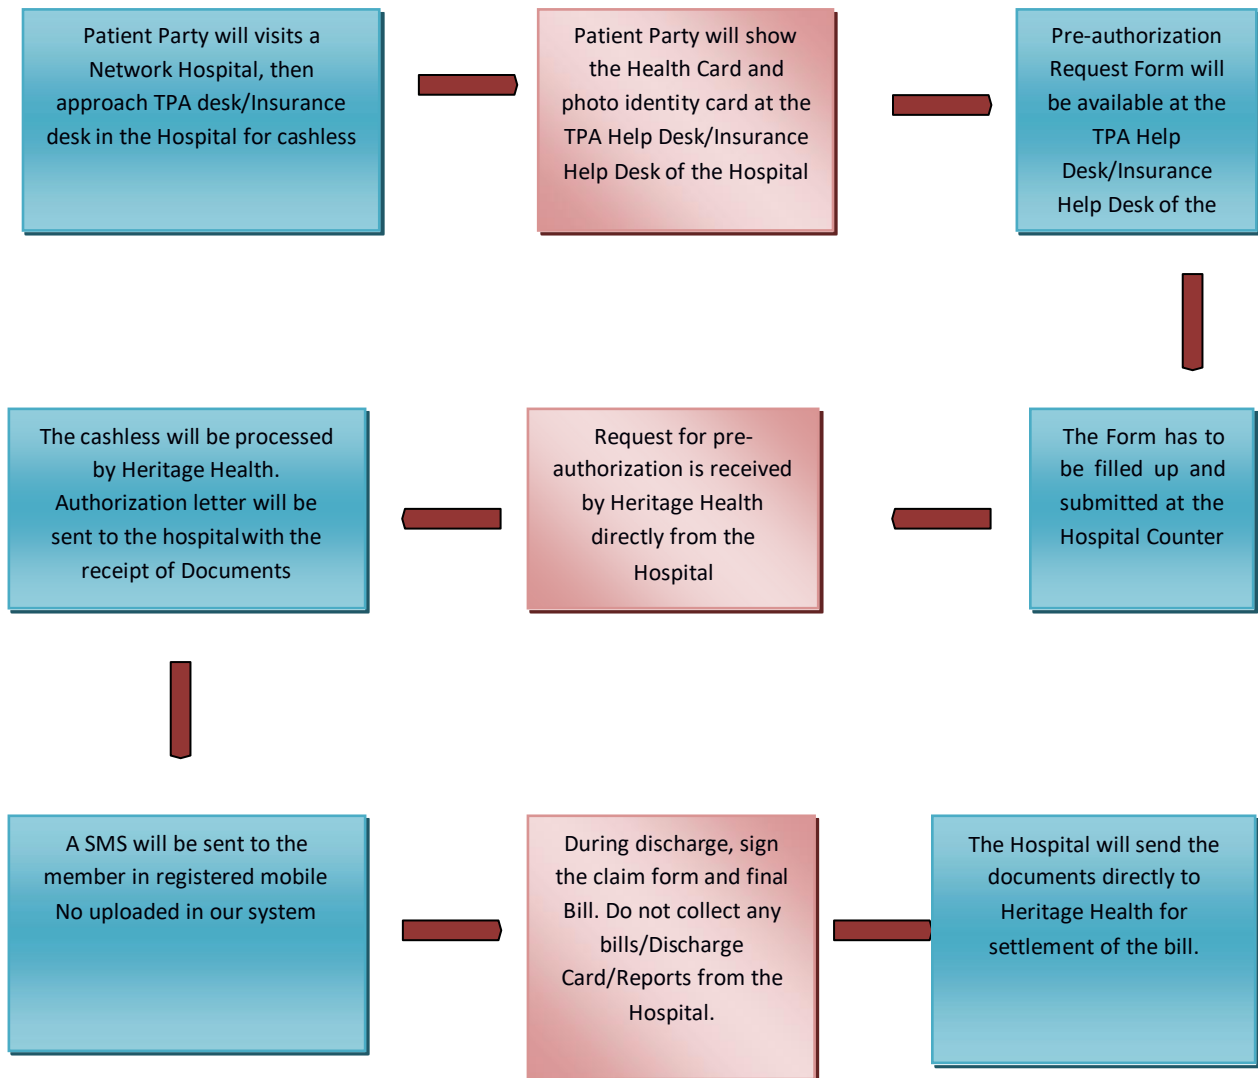 Patient Party will visits a
Network Hospital, then
approach TPA desk/Insurance
desk in the Hospital for cashless
Patient Party will show
the Health Card and
photo identity card at the
TPA Help Desk/Insurance
Help Desk of the Hospital
Pre-authorization
Request Form will
be available at the
TPA Help
Desk/Insurance
Help Desk of the
The Form has to
be filled up and
submitted at the
Hospital Counter
Request for pre-
authorization is received
by Heritage Health
directly from the
Hospital
The cashless will be processed
by Heritage Health.
Authorization letter will be
sent to the hospital with the
receipt of Documents
A SMS will be sent to the
member in registered mobile
No uploaded in our system
During discharge, sign
the claim form and final
Bill. Do not collect any
bills/Discharge
Card/Reports from the
Hospital.
The Hospital will send the
documents directly to
Heritage Health for
settlement of the bill.